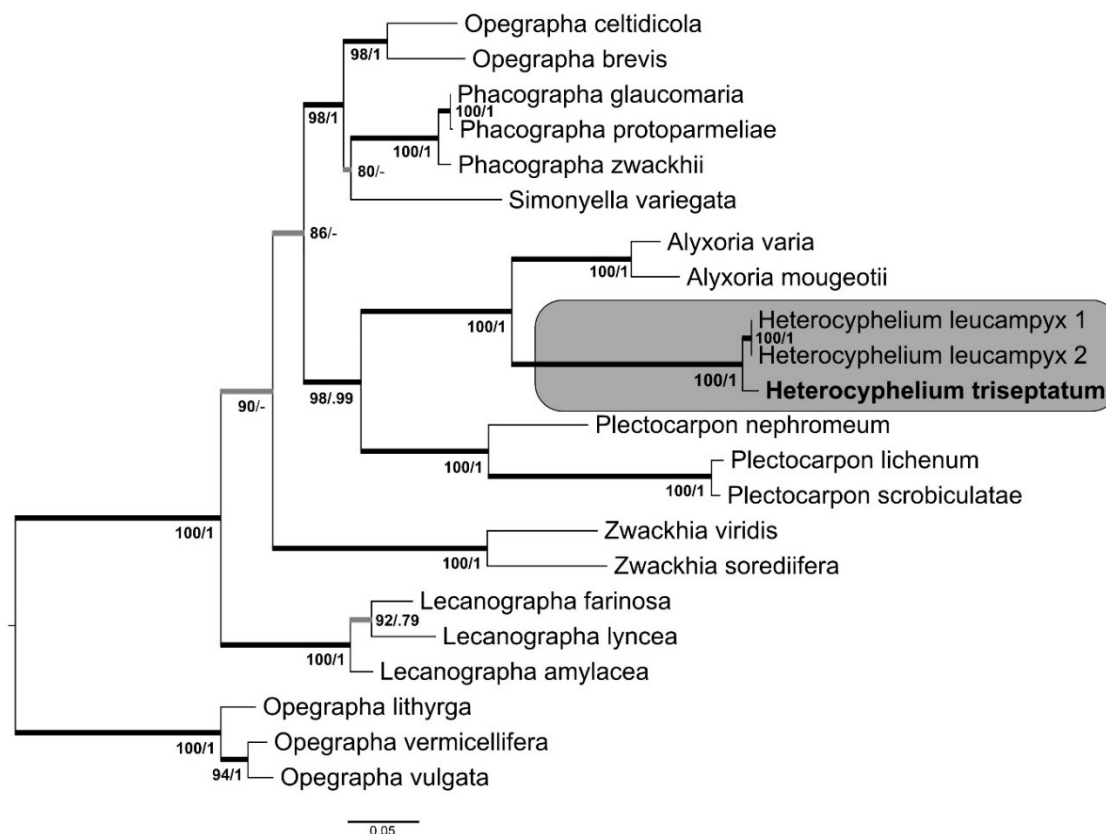 Opegrapha celtidicola
98/1
Opegrapha brevis
Phacographa glaucomaria
100/1
98/1
Phacographa protoparmeliae
100/1
Phacographa zwackhii
80/-
Simonyella variegata
86/-
Alyxoria varia
100/1
Alyxoria mougeotii
Heterocyphelium leucampyx 1
100/1
100/1
Heterocyphelium leucampyx 2
100/1
Heterocyphelium triseptatum
98/.99
90/-
Plectocarpon nephromeum
100/1
Plectocarpon lichenum
100/1
Plectocarpon scrobiculatae
100/1
Zwackhia viridis
100/1
Zwackhia sorediifera
Lecanographa farinosa
92/.79
Lecanographa lyncea
100/1
Lecanographa amylacea
Opegrapha lithyrga
100/1
Opegrapha vermicellifera
94/1
Opegrapha vulgata
0.05